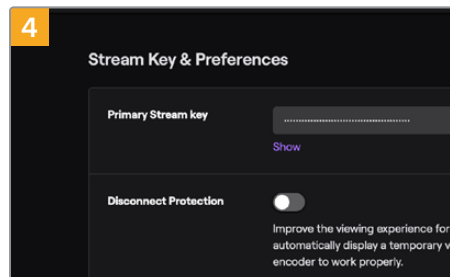 4
Stream Key & Preferences
Primary Stream key
Show
Disconnect Protection
Improve the viewing experience for
automatically display a temporary v
encoder to work properly.